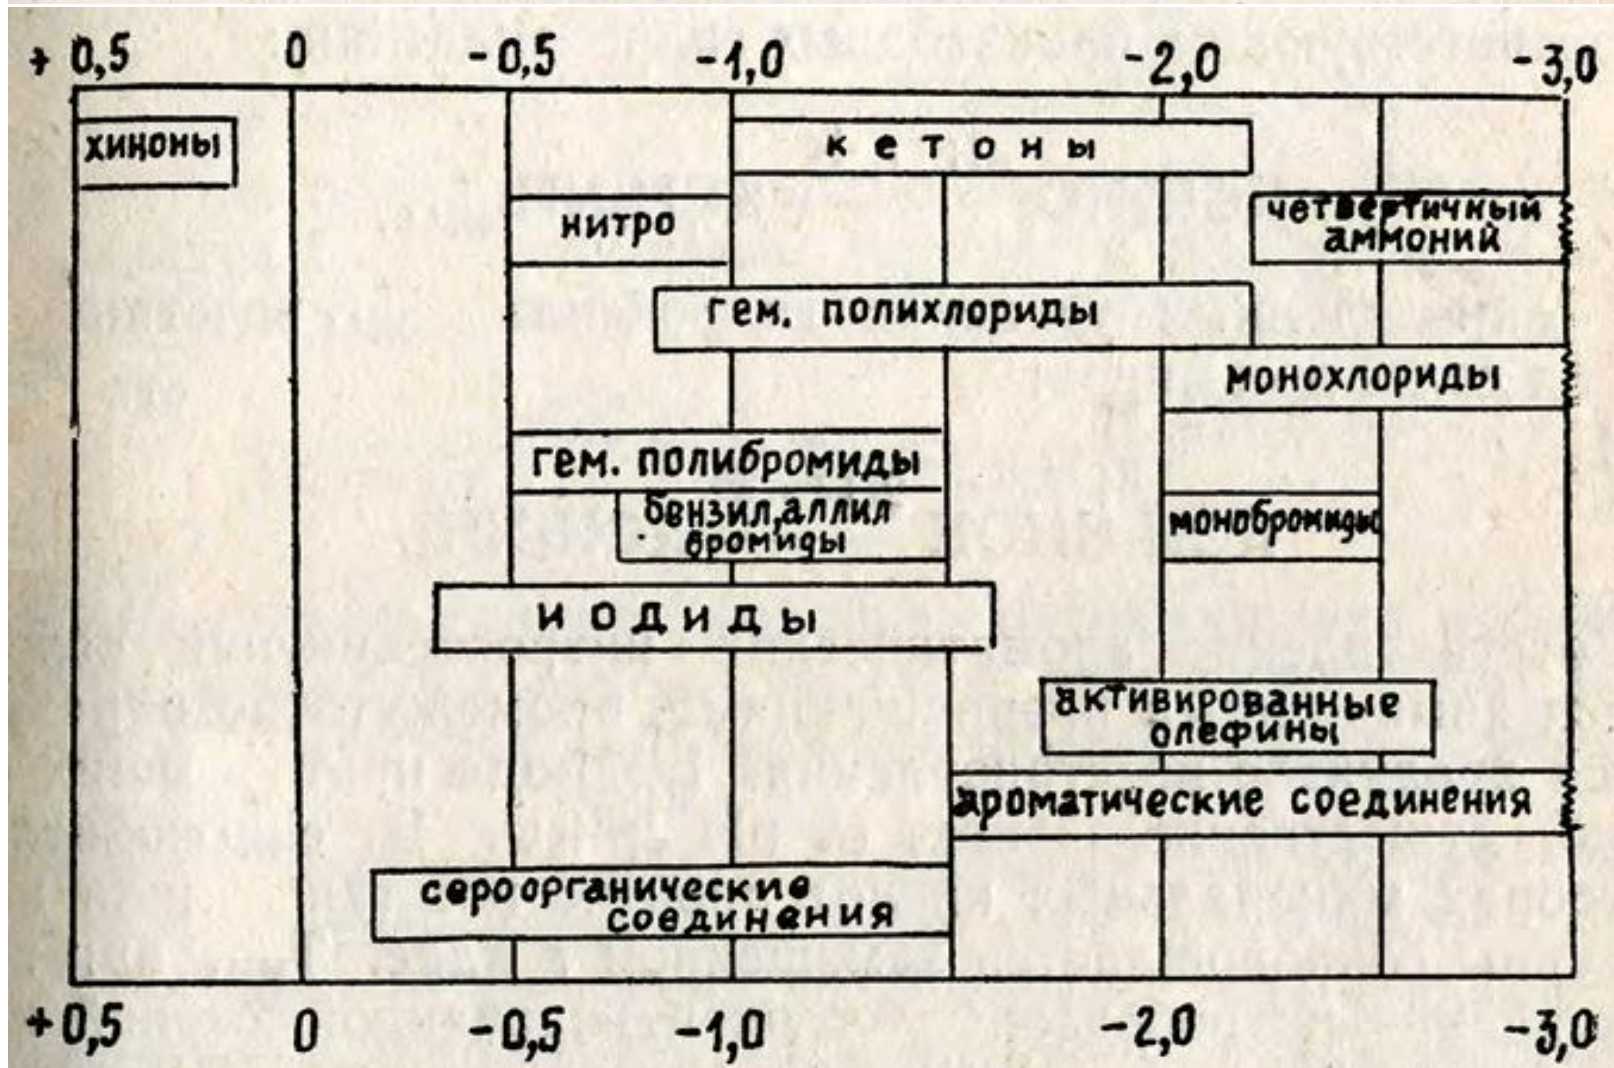 + 0,5 0 -0,5 -1,0 -2,0 -3,0
хиноны
кетоны
нитро
четвертичный
аммоний
гем. полихлориды
монохлориды
гем. полибромиды
бензил, аллил
бромиды
монобромиды
иодиды
активированные
олефины
ароматические соединения
сероорганические
соединения
+0,5 0 -0,5 -1,0 -2,0 -3,0